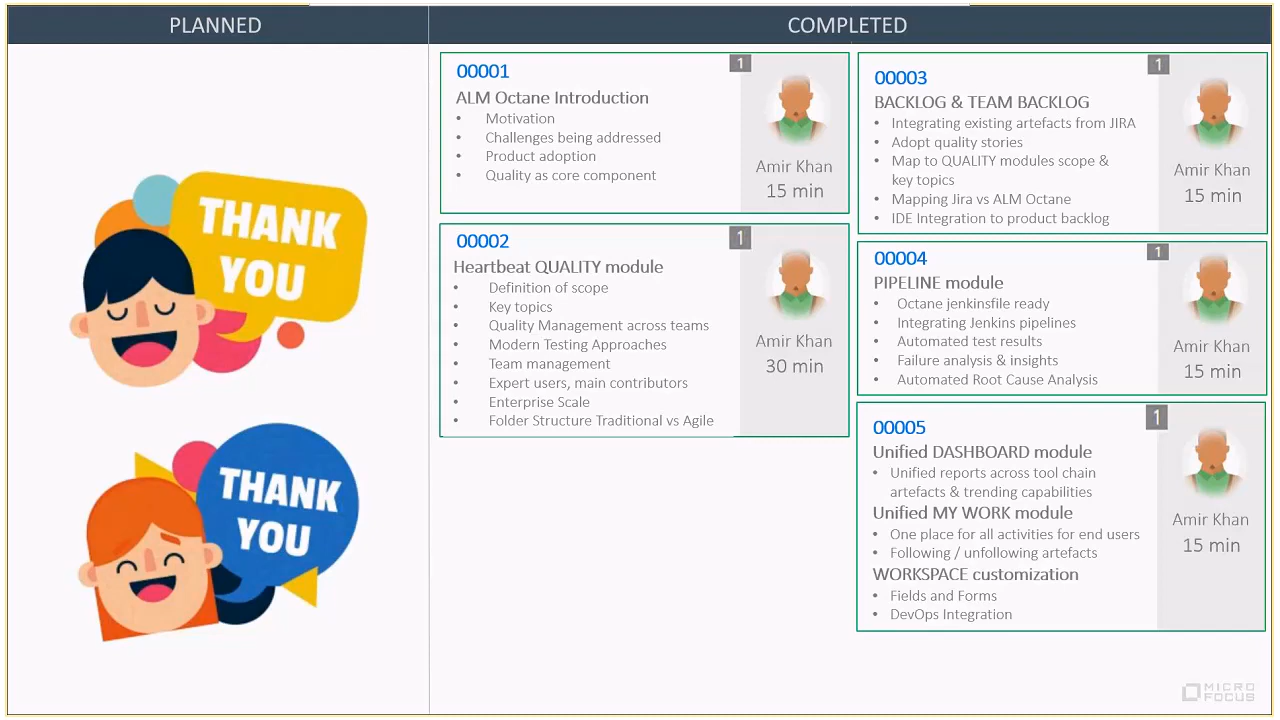 PLANNED
COMPLETED
THANK
YOU
THANK
YOU
00001
1
ALM Octane Introduction
• Motivation
• Challenges being addressed
• Product adoption
• Quality as core component
Amir Khan
15 min
00002
1
Heartbeat QUALITY module
• Definition of scope
• Key topics
• Quality Management across teams
• Modern Testing Approaches
• Team management
• Expert users, main contributors
• Enterprise Scale
• Folder Structure Traditional vs Agile
Amir Khan
30 min
00003
1
BACKLOG & TEAM BACKLOG
• Integrating existing artefacts from JIRA
• Adopt quality stories
• Map to QUALITY modules scope &
key topics
• Mapping Jira vs ALM Octane
• IDE Integration to product backlog
Amir Khan
15 min
00004
1
PIPELINE module
• Octane jenkinsfile ready
• Integrating Jenkins pipelines
• Automated test results
• Failure analysis & insights
• Automated Root Cause Analysis
Amir Khan
15 min
00005
1
Unified DASHBOARD module
• Unified reports across tool chain
artefacts & trending capabilities
Unified MY WORK module
• One place for all activities for end users
• Following / unfollowing artefacts
WORKSPACE customization
• Fields and Forms
• DevOps Integration
Amir Khan
15 min
MICRO
FOCUS